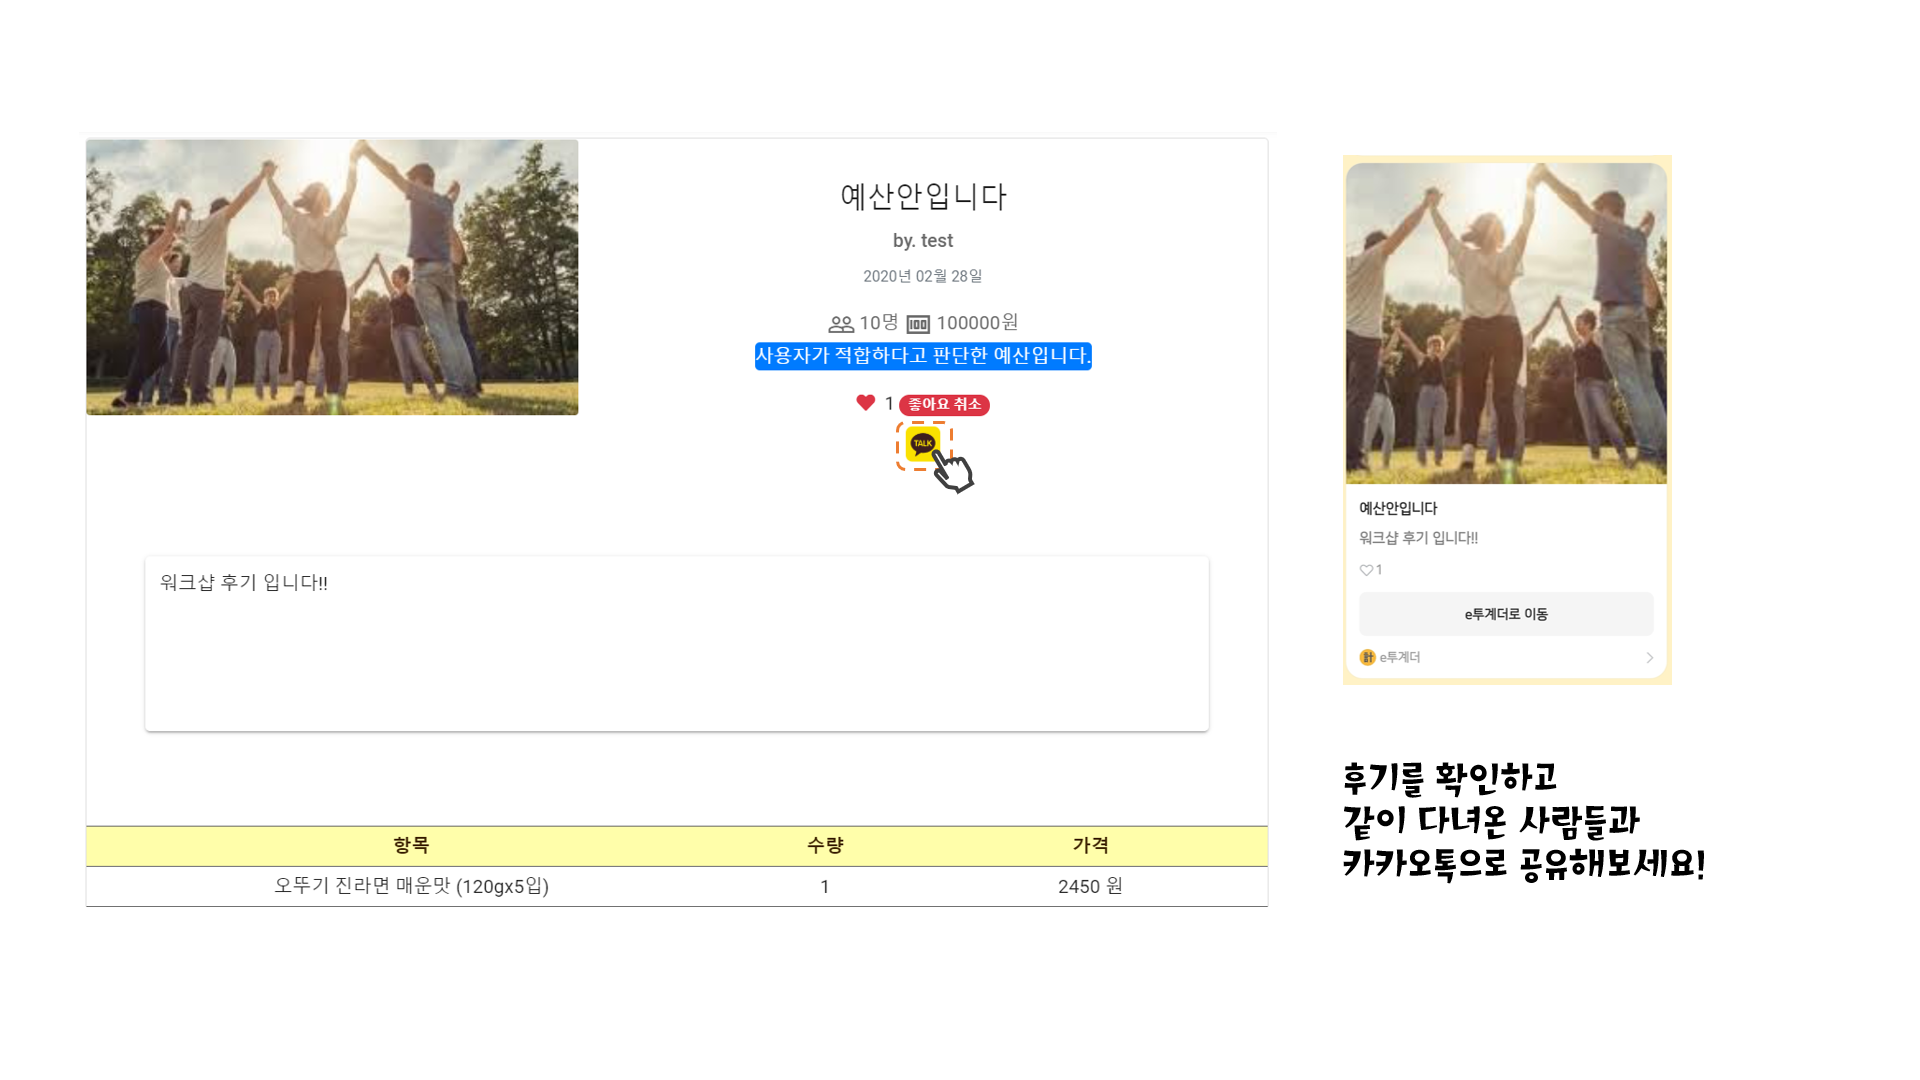 예산안입니다
by. test
2020년 02월 28일
10명 100 100000원
사용자가 적합하다고 판단한 예산입니다.
1 좋아요 취소
TALK
워크샵 후기 입니다!!
항목 수량 가격
오뚜기 진라면 매운맛 (120gx5입) 1 2450 원
예산안입니다
워크샵 후기 입니다!!
1
e투계더로 이동
計 e투계더
후기를 확인하고
같이 다녀온 사람들과
카카오톡으로 공유해보세요!